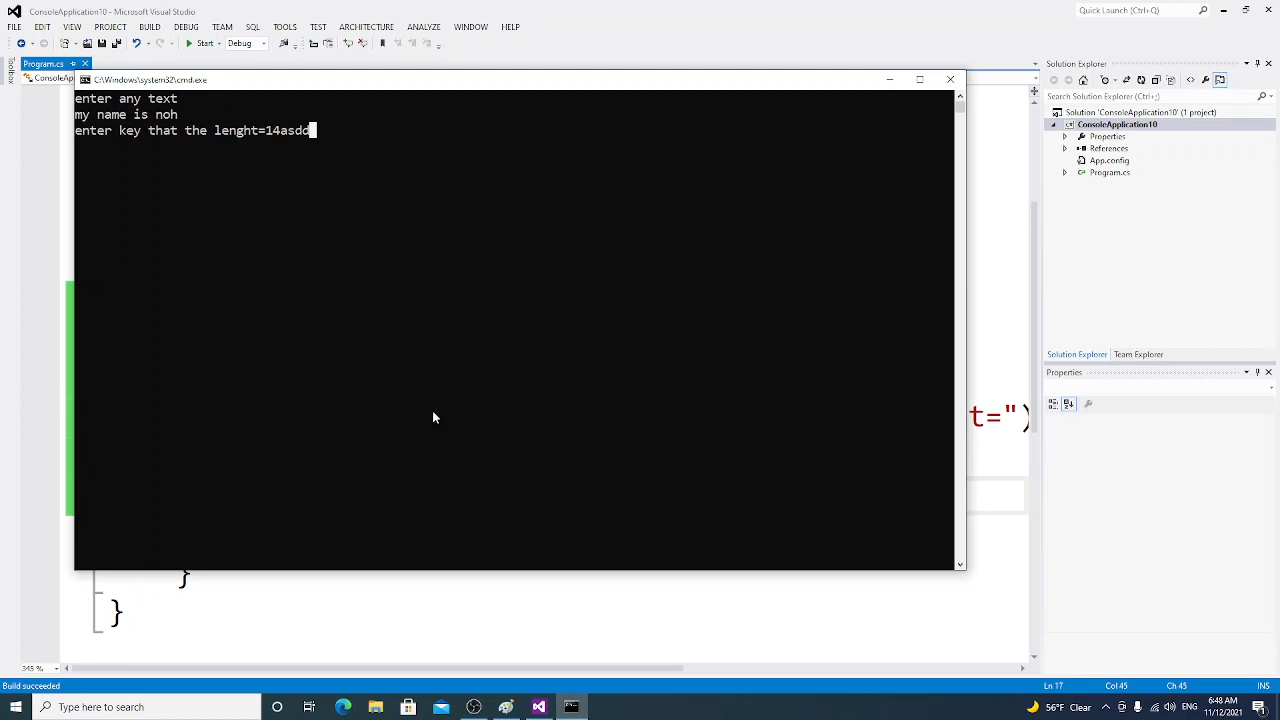 ConsoleApplication10 - Microsoft Visual Studio
Quick Launch (Ctrl+;)
FILE EDIT VIEW PROJECT BUILD DEBUG TEAM SQL TOOLS TEST ARCHITECTURE ANALYZE WINDOW HELP
Start Debug
Toolbox
Program.cs
ConsoleAp
C:\Windows\system32\cmd.exe
enter any text
my name is noh
enter key that the lenght=14asdd
t=")
}
}
345 %
Solution Explorer
Search Solution Explorer (Ctrl+;)
Solution 'ConsoleApplication10' (1 project)
ConsoleApplication10
Properties
References
App.config
Program.cs
Solution Explorer Team Explorer
Properties
Build succeeded Ln 17 Col 45 Ch 45 INS
Type here to search
56°F Clear
6:48 AM
11/12/2021